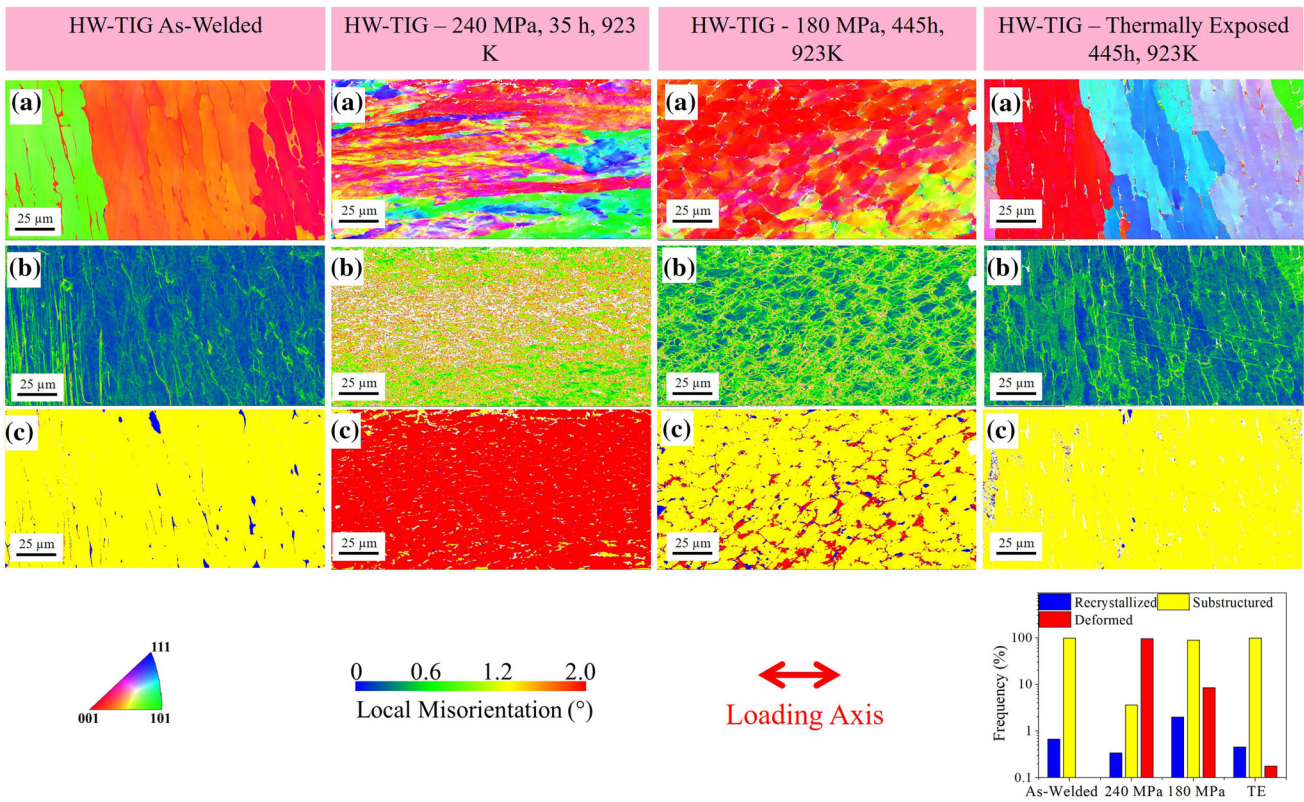 HW-TIG As-Welded
HW-TIG – 240 MPa, 35 h, 923
K
HW-TIG - 180 MPa, 445h,
923K
HW-TIG – Thermally Exposed
445h, 923K
(a)
25 µm
(a)
25 µm
(a)
25 µm
(a)
25 µm
(b)
25 µm
(b)
25 µm
(b)
25 µm
(b)
25 µm
(c)
25 µm
(c)
25 µm
(c)
25 µm
(c)
25 µm
111
001
101
0 0.6 1.2 2.0
Local Misorientation (°)
Loading Axis
Recrystallized
Substructured
Deformed
Frequency (%)
100
10
1
0.1
As-Welded 240 MPa 180 MPa TE